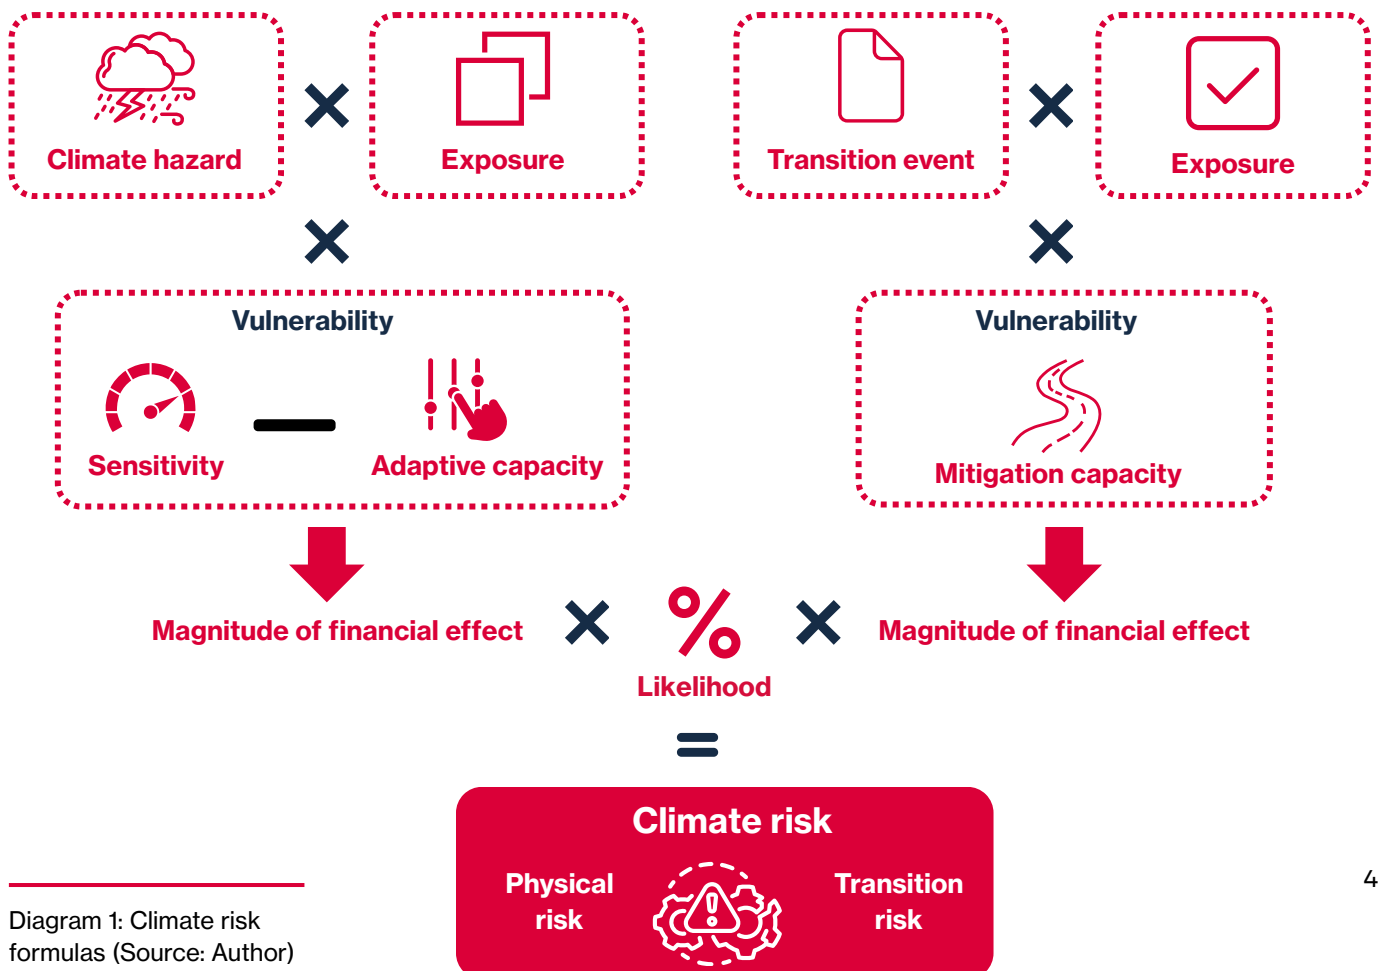 Climate hazard
Exposure
Transition event
Exposure
Vulnerability
Sensitivity
Adaptive capacity
Vulnerability
Mitigation capacity
Magnitude of financial effect
%
Likelihood
Magnitude of financial effect
=
Climate risk
Physical
risk
Transition
risk
4
Diagram 1: Climate risk
formulas (Source: Author)